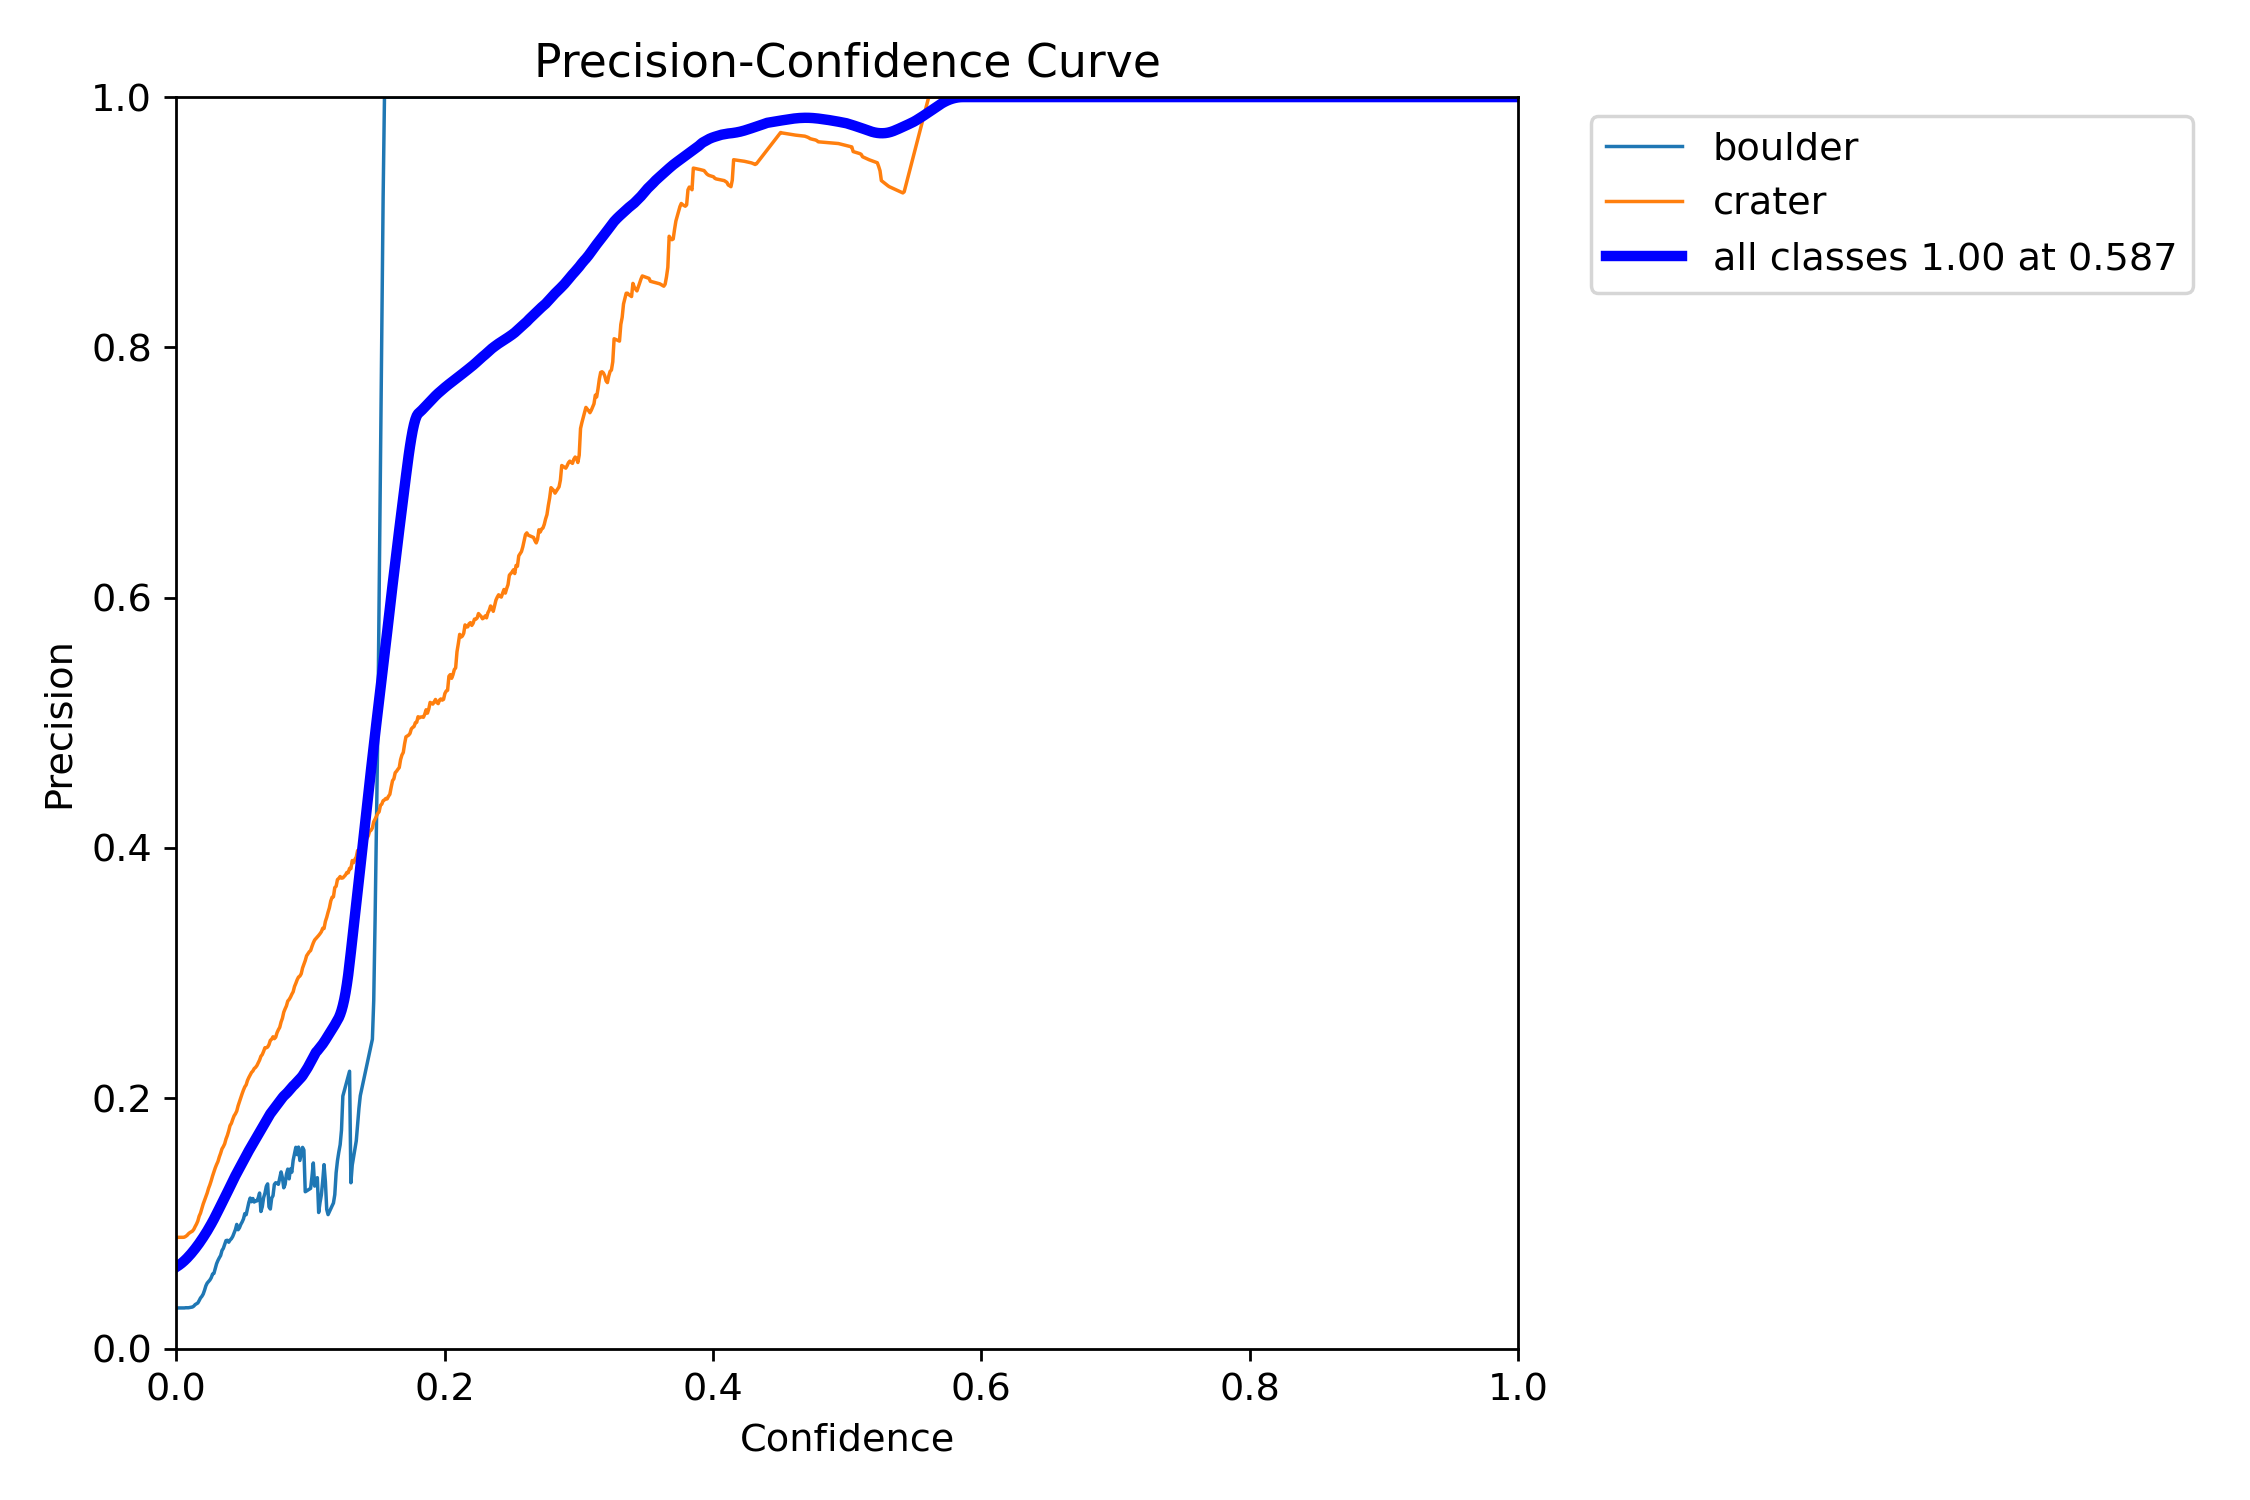 Precision-Confidence Curve
1.0
0.8
0.6
0.4
0.2
0.0
Precision
0.0 0.2 0.4 0.6 0.8 1.0
Confidence
boulder
crater
all classes 1.00 at 0.587